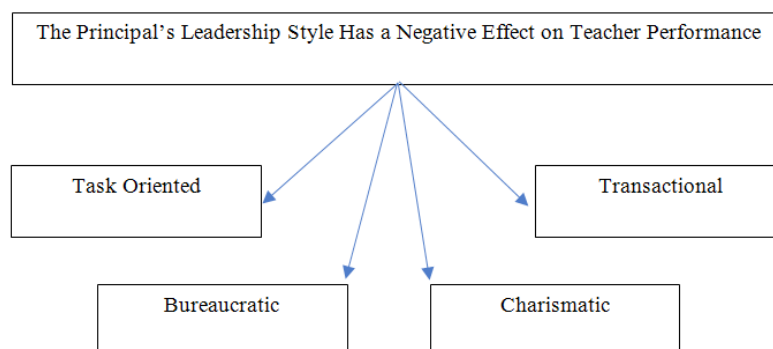 The Principal’s Leadership Style Has a Negative Effect on Teacher Performance
Task Oriented
Transactional
Bureaucratic
Charismatic